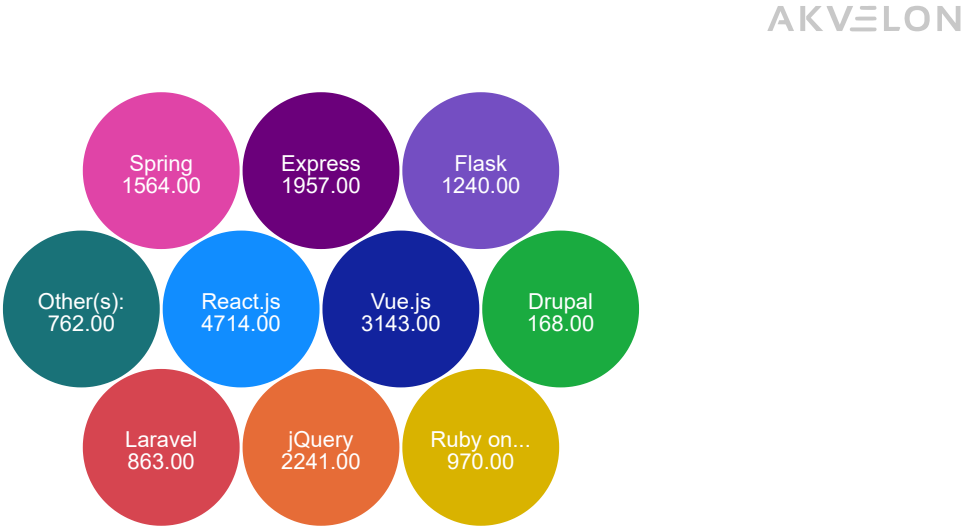 AKVELON
Spring
1564.00
Express
1957.00
Flask
1240.00
Other(s):
762.00
React.js
4714.00
Vue.js
3143.00
Drupal
168.00
Laravel
863.00
jQuery
2241.00
Ruby on...
970.00